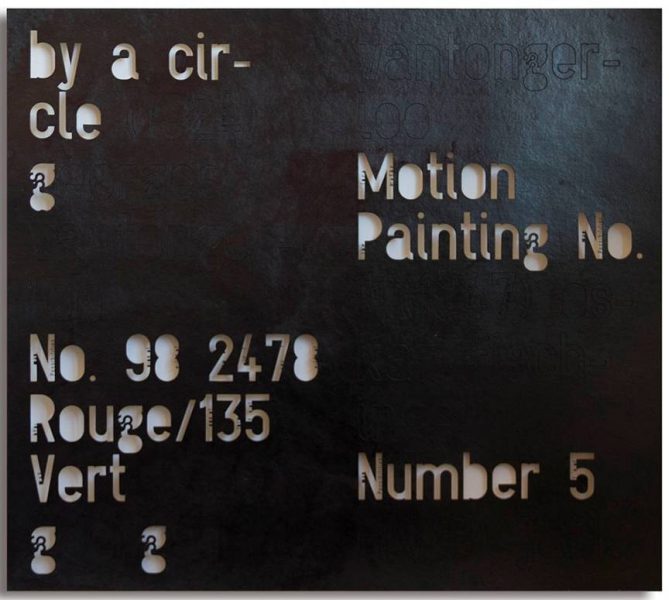 by a cir-
cle
g
No. 98 2478
Rouge/135
Vert
g g
vantonger-
loo
Motion
Painting No.
Number 5